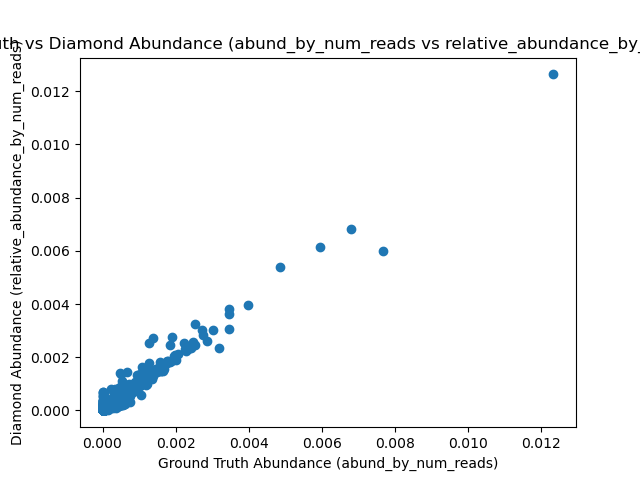 vs Diamond Abundance (abund_by_num_reads vs relative_abundance_by_
Diamond Abundance (relative_abundance_by_num_reads)
0.012
0.010
0.008
0.006
0.004
0.002
0.000
0.000 0.002 0.004 0.006 0.008 0.010 0.012
Ground Truth Abundance (abund_by_num_reads)